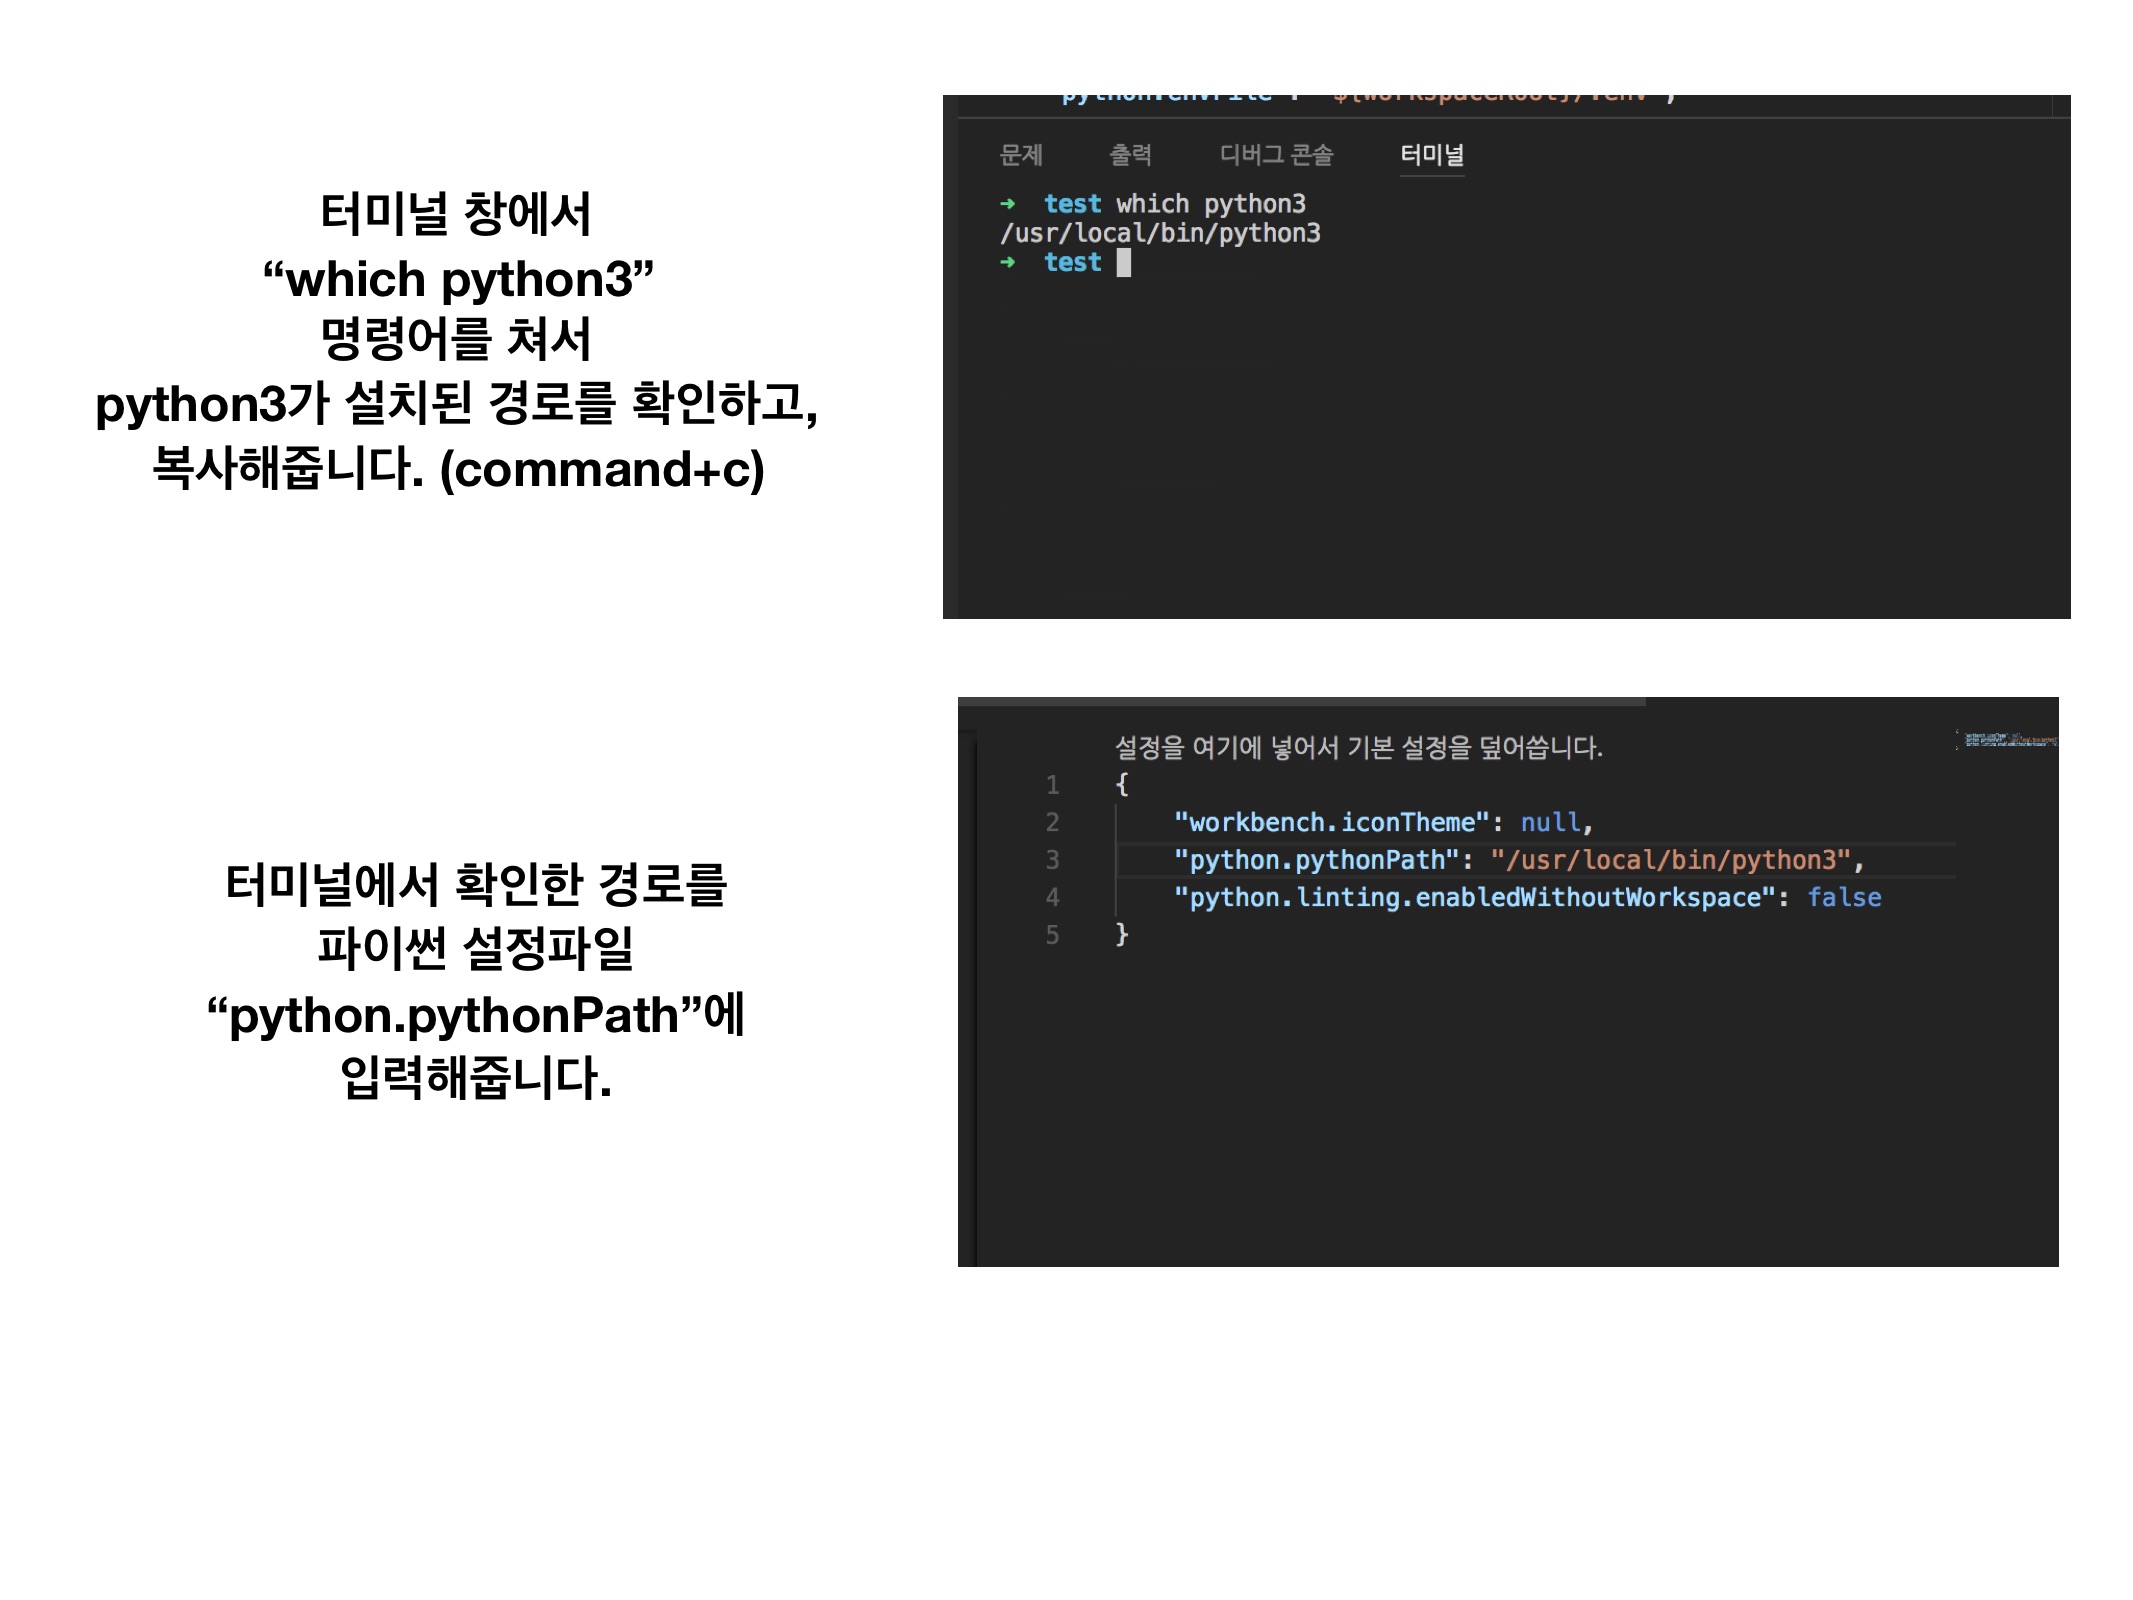 터미널 창에서
“which python3”
명령어를 쳐서
python3가 설치된 경로를 확인하고,
복사해줍니다. (command+c)
"python.envFile": "${workspaceRoot}/.env",
문제 출력 디버그 콘솔 터미널
➜ test which python3
/usr/local/bin/python3
➜ test
터미널에서 확인한 경로를
파이썬 설정파일
“python.pythonPath”에
입력해줍니다.
설정을 여기에 넣어서 기본 설정을 덮어씁니다.
1 {
2 "workbench.iconTheme": null,
3 "python.pythonPath": "/usr/local/bin/python3",
4 "python.linting.enabledWithoutWorkspace": false
5 }